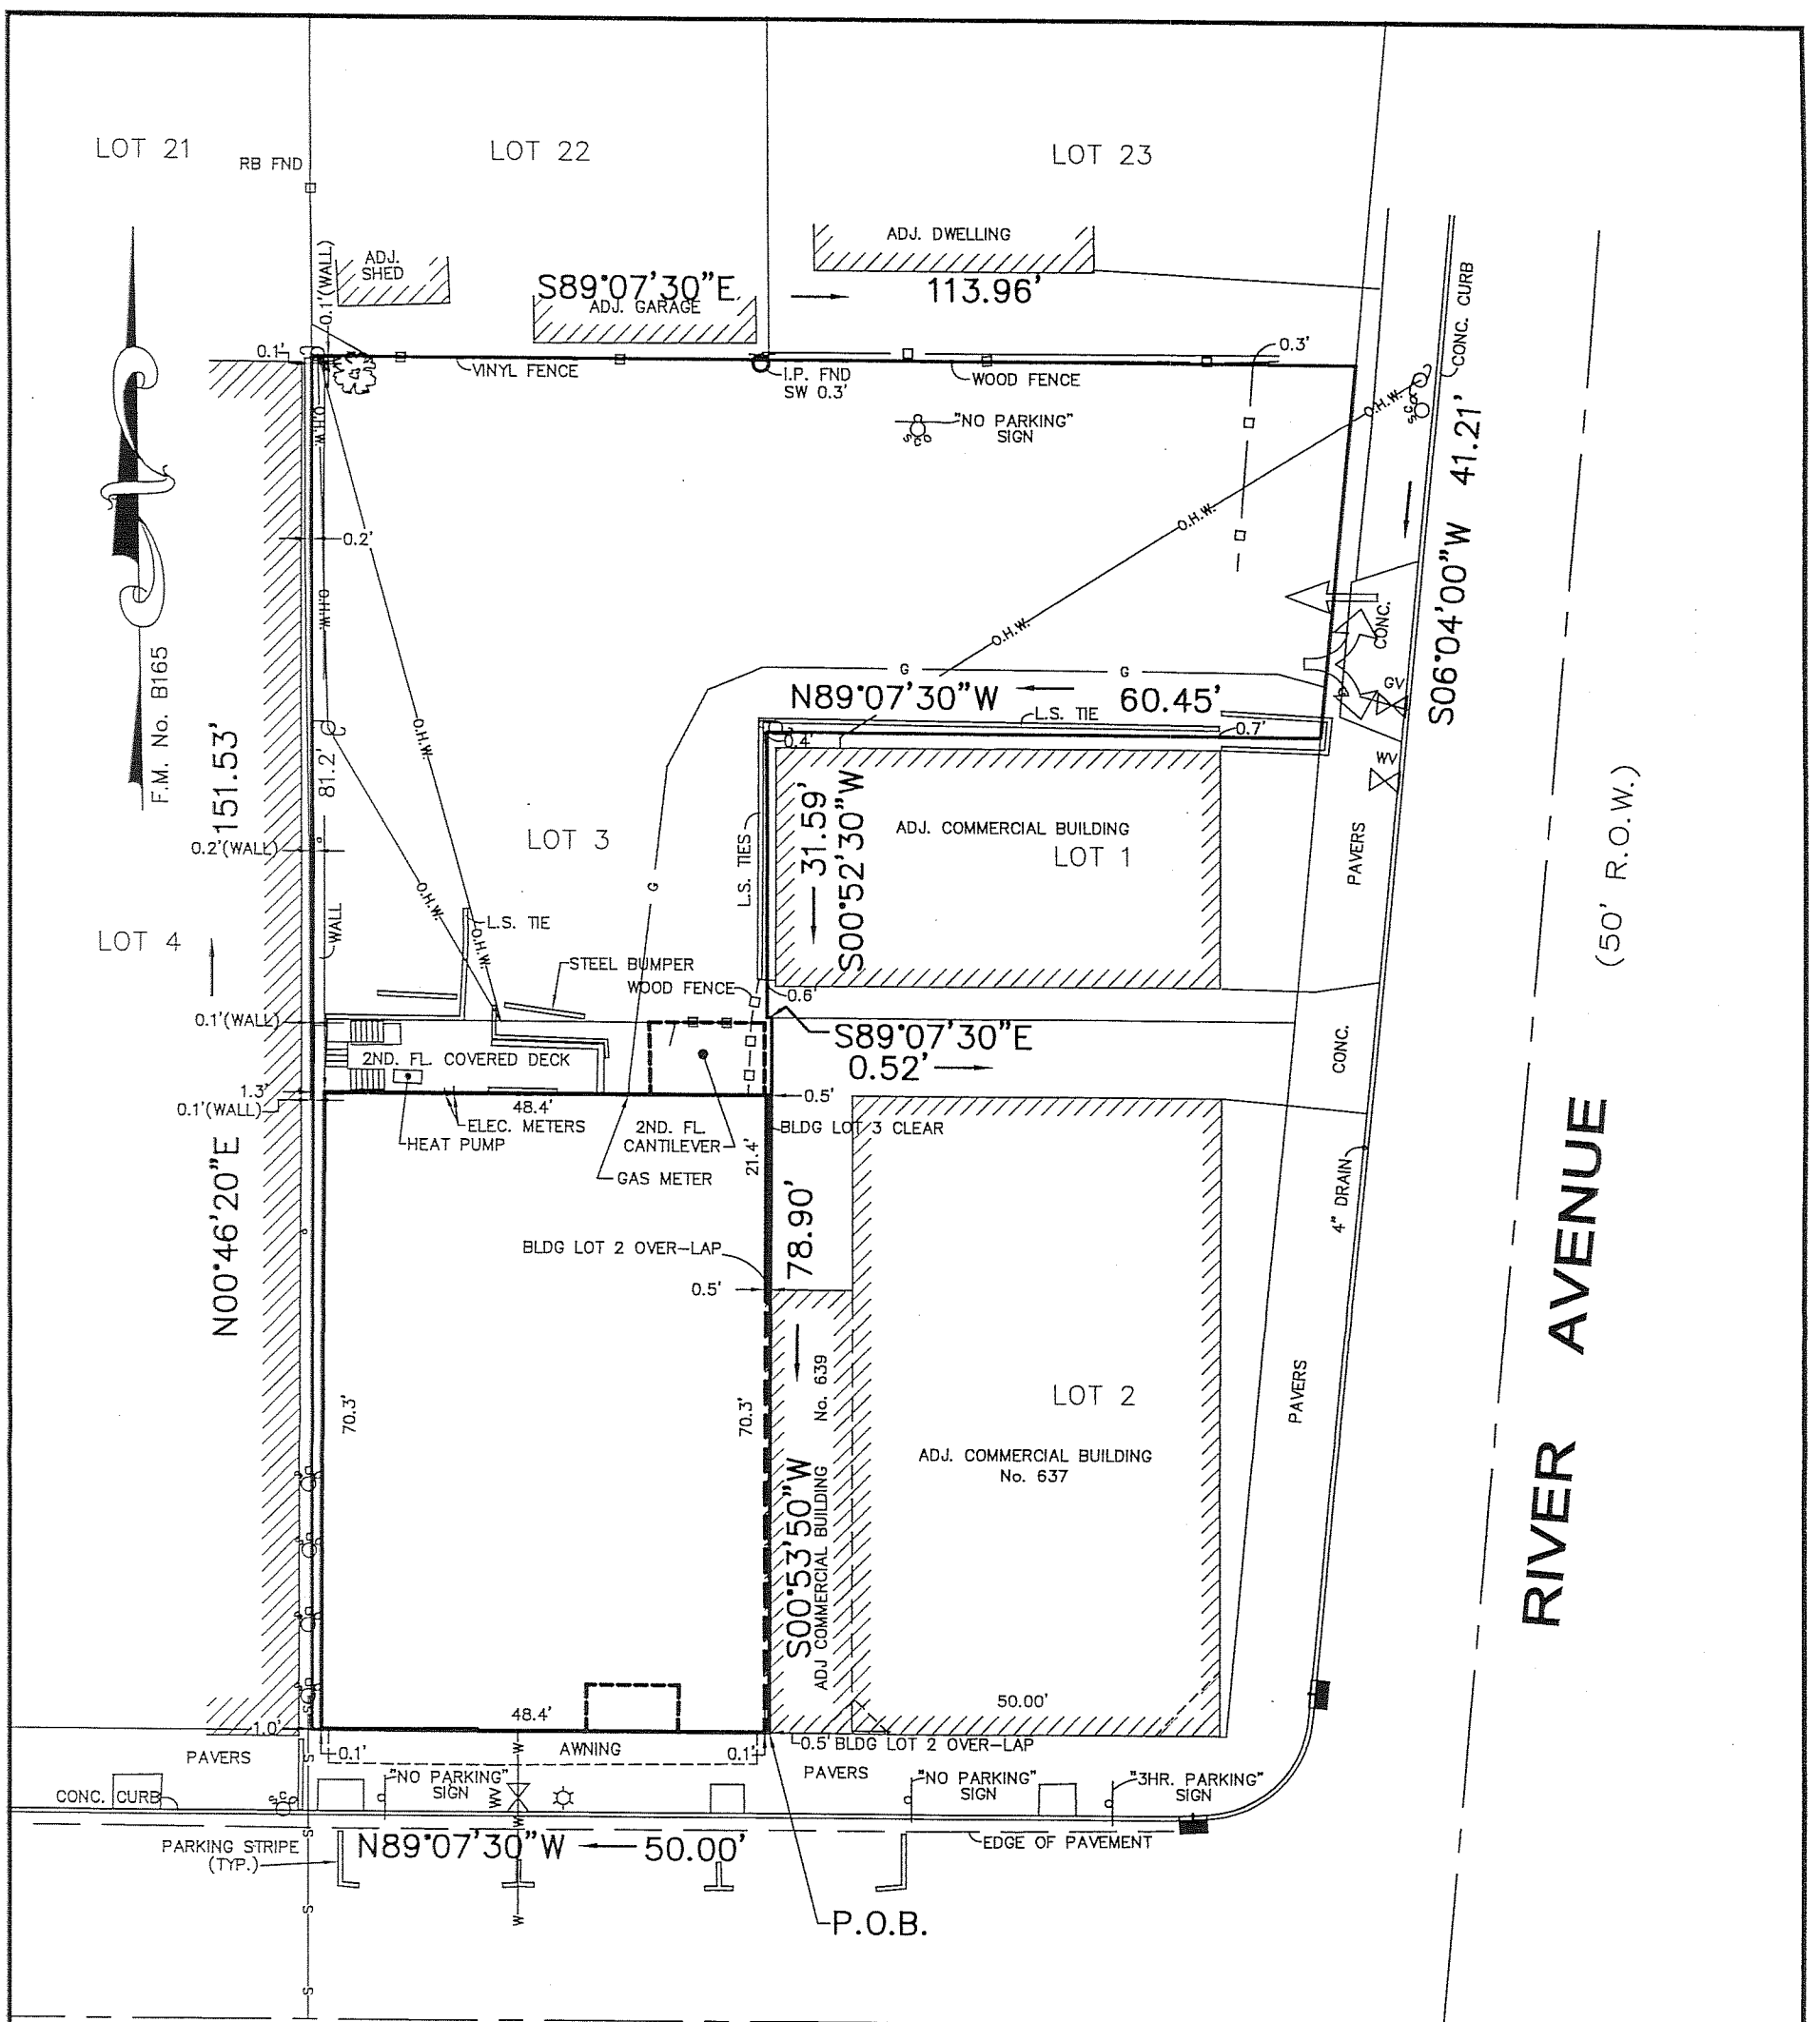 LOT 21
RB FND
LOT 22
LOT 23
ADJ.
SHED
ADJ. DWELLING
0.1'(WALL)
S89°07'30"E
113.96'
ADJ. GARAGE
CONC. CURB
0.1'
VINYL FENCE
I.P. FND
SW 0.3'
WOOD FENCE
0.3'
"NO PARKING"
SIGN
O.H.W.
O.H.W.
SCO
SCO
S06°04'00"W 41.21'
0.2'
O.H.W.
O.H.W.
O.H.W.
CONC.
F.M. No. B165
G
G
GV
N89°07'30"W
60.45'
L.S. TIE
0.7'
0.4'
WV
151.53'
81.2'
O.H.W.
31.59'
S00°52'30"W
L.S. TIES
ADJ. COMMERCIAL BUILDING
LOT 1
PAVERS
(50' R.O.W.)
0.2'(WALL)
LOT 3
G
O.H.W.
LOT 4
WALL
L.S. TIE
O.H.W.
STEEL BUMPER
WOOD FENCE
0.6'
0.1'(WALL)
S89°07'30"E
0.52'
CONC.
2ND. FL. COVERED DECK
1.3'
0.1'(WALL)
48.4'
0.5'
ELEC. METERS
HEAT PUMP
2ND. FL.
CANTILEVER
21.4'
BLDG LOT 3 CLEAR
GAS METER
4" DRAIN
N00°46'20"E
78.90'
BLDG LOT 2 OVER-LAP
0.5'
RIVER AVENUE
70.3'
70.3'
No. 639
S00°53'50"W
ADJ COMMERCIAL BUILDING
LOT 2
ADJ. COMMERCIAL BUILDING
No. 637
PAVERS
50.00'
1.0'
48.4'
S
W
PAVERS
0.1'
AWNING
0.1'
0.5' BLDG LOT 2 OVER-LAP
PAVERS
CONC. CURB
SCO
"NO PARKING"
SIGN
WV
"NO PARKING"
SIGN
"3HR. PARKING"
SIGN
W
S
PARKING STRIPE
(TYP.)
N89°07'30"W
50.00'
EDGE OF PAVEMENT
S
W
P.O.B.
S